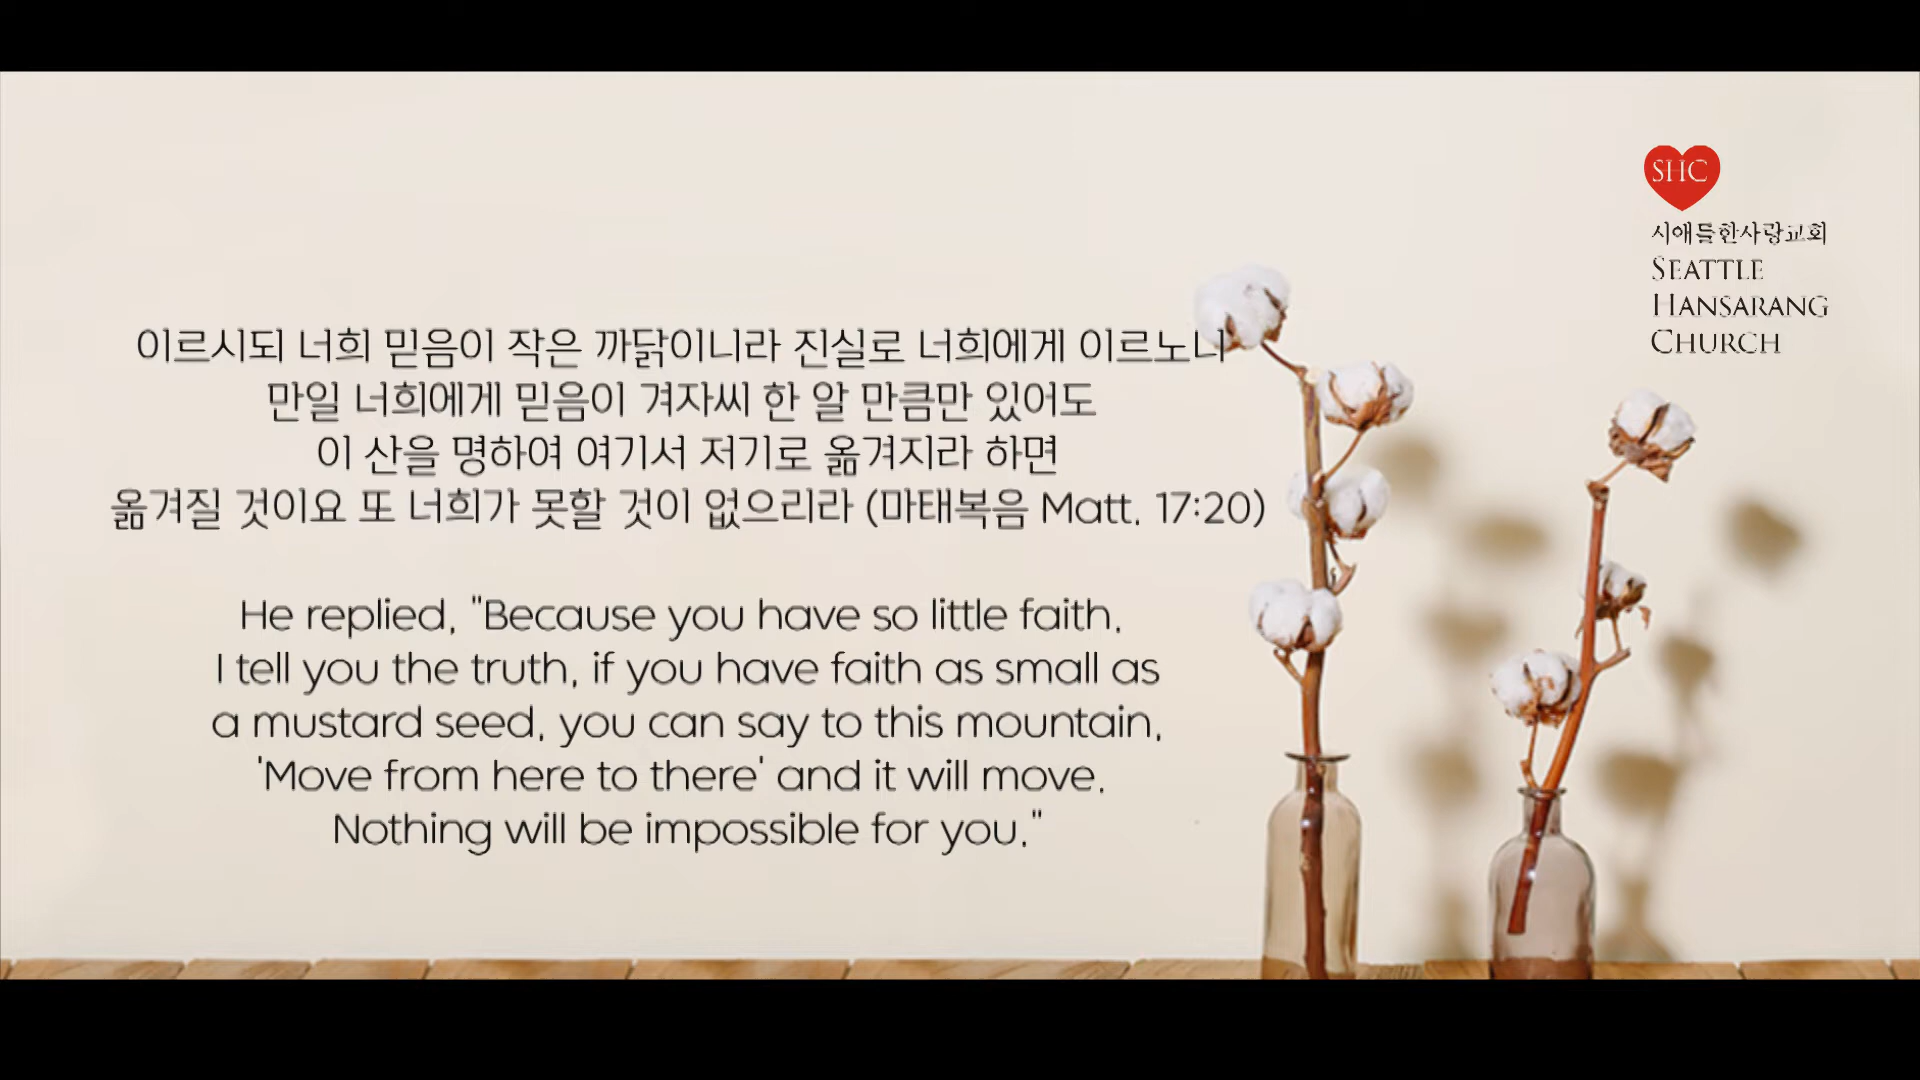 SHC
시애틀한사랑교회
SEATTLE
HANSARANG
CHURCH
이르시되 너희 믿음이 작은 까닭이니라 진실로 너희에게 이르노니
만일 너희에게 믿음이 겨자씨 한 알 만큼만 있어도
이 산을 명하여 여기서 저기로 옮겨지라 하면
옮겨질 것이요 또 너희가 못할 것이 없으리라 (마태복음 Matt. 17:20)
He replied, "Because you have so little faith.
I tell you the truth, if you have faith as small as
a mustard seed, you can say to this mountain,
'Move from here to there' and it will move.
Nothing will be impossible for you."